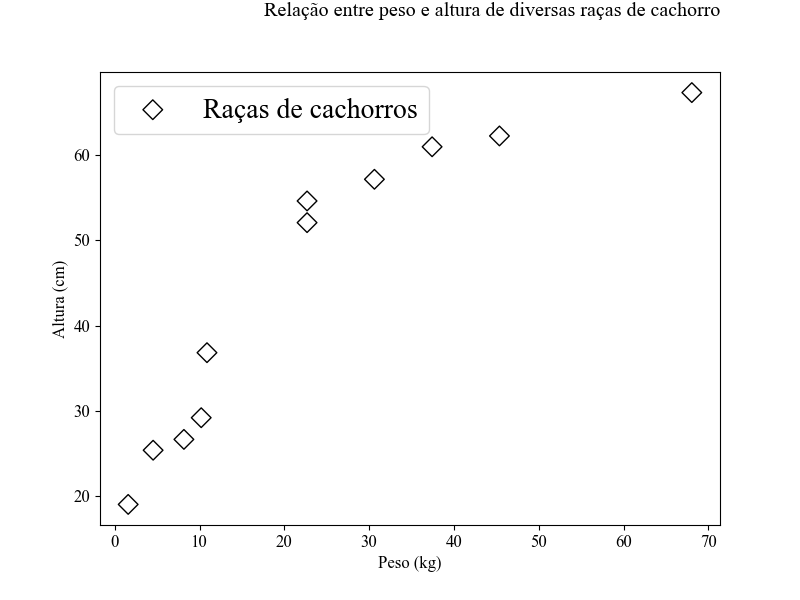 Relação entre peso e altura de diversas raças de cachorro
Raças de cachorros
60
50
40
30
20
Altura (cm)
0 10 20 30 40 50 60 70
Peso (kg)